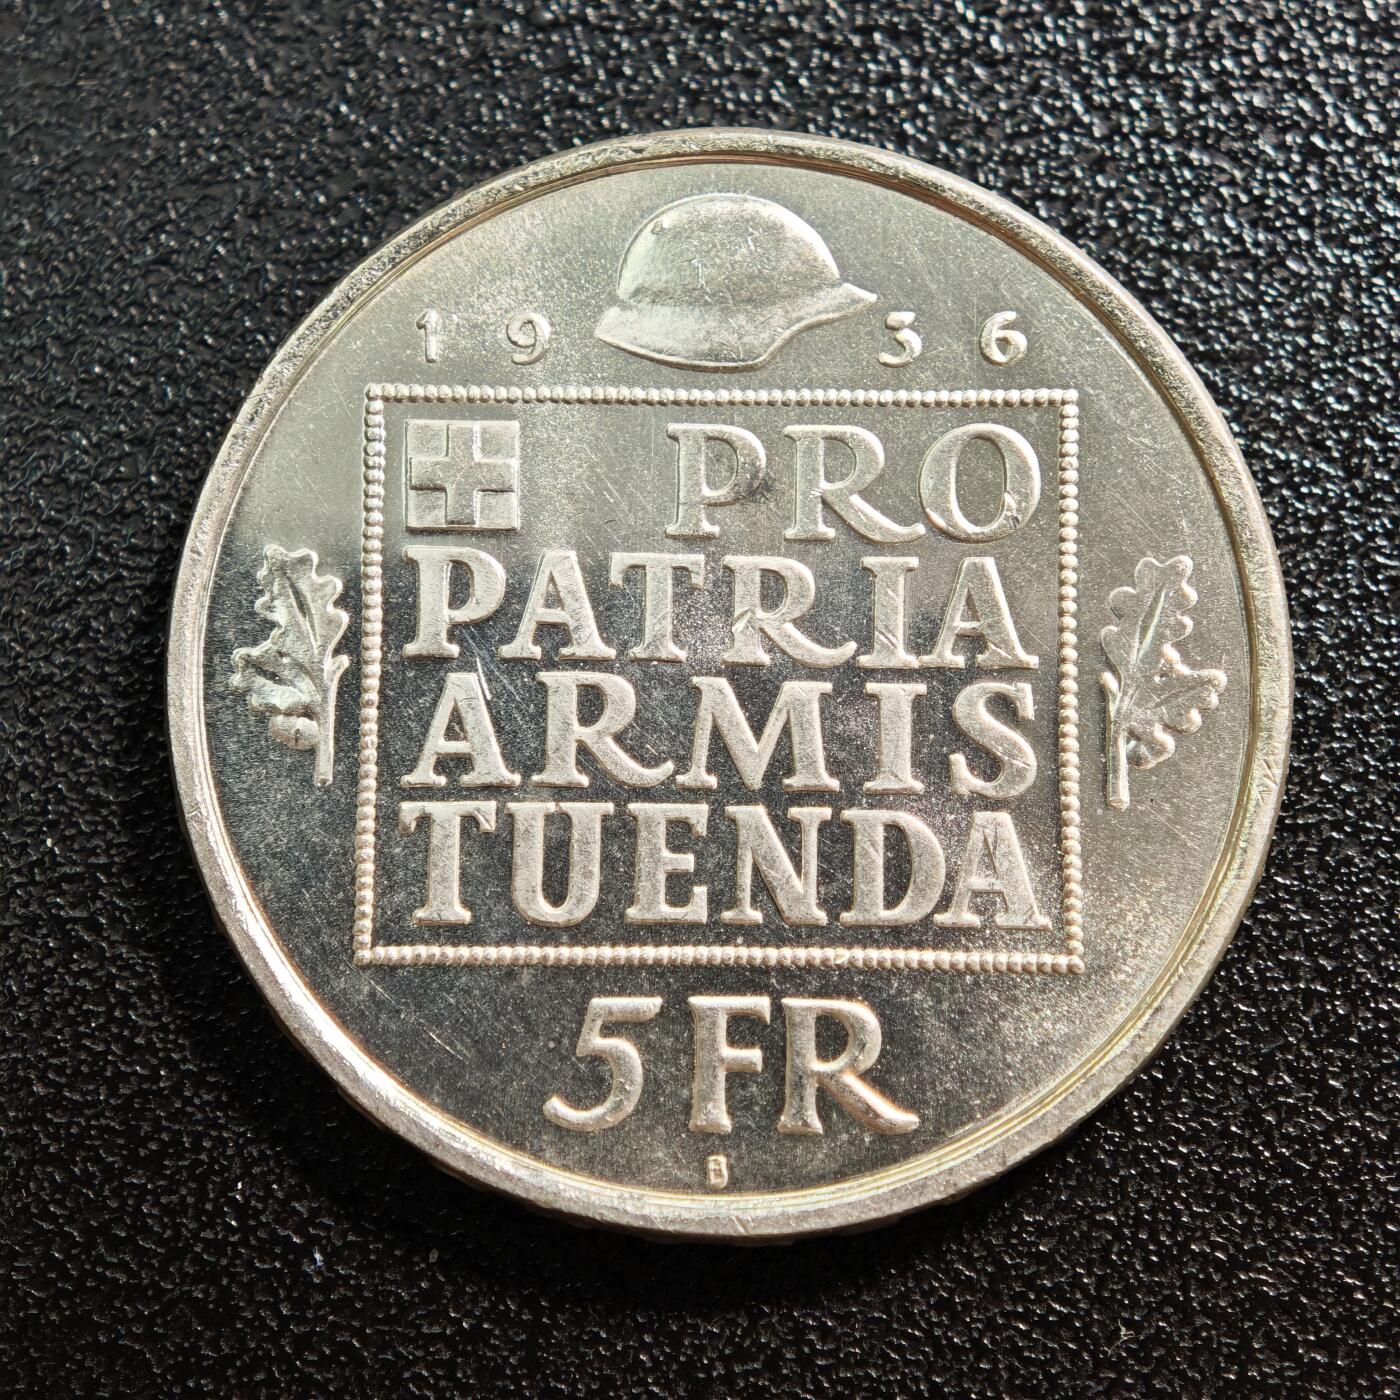 1936
PRO
PATRIA
ARMIS
TUENDA
5 FR
B